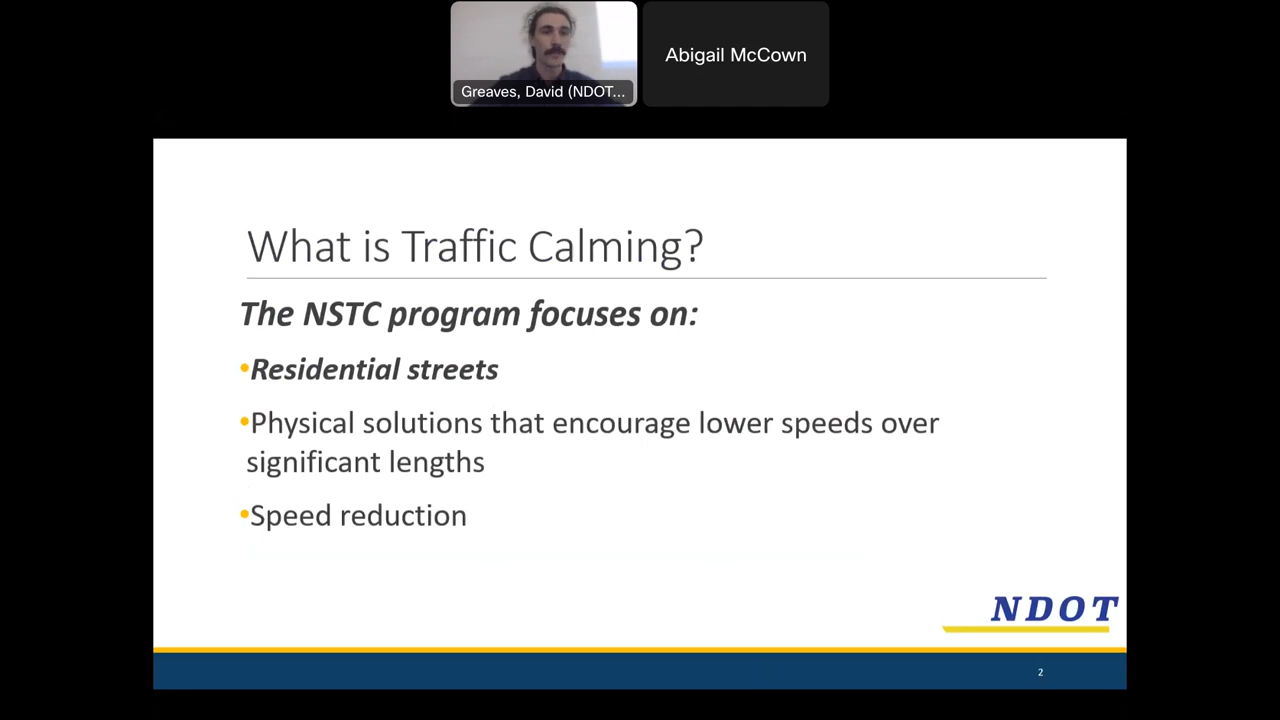 Greaves, David (NDOT...
Abigail McCown
What is Traffic Calming?
The NSTC program focuses on:
•Residential streets
•Physical solutions that encourage lower speeds over
significant lengths
•Speed reduction
NDOT
2